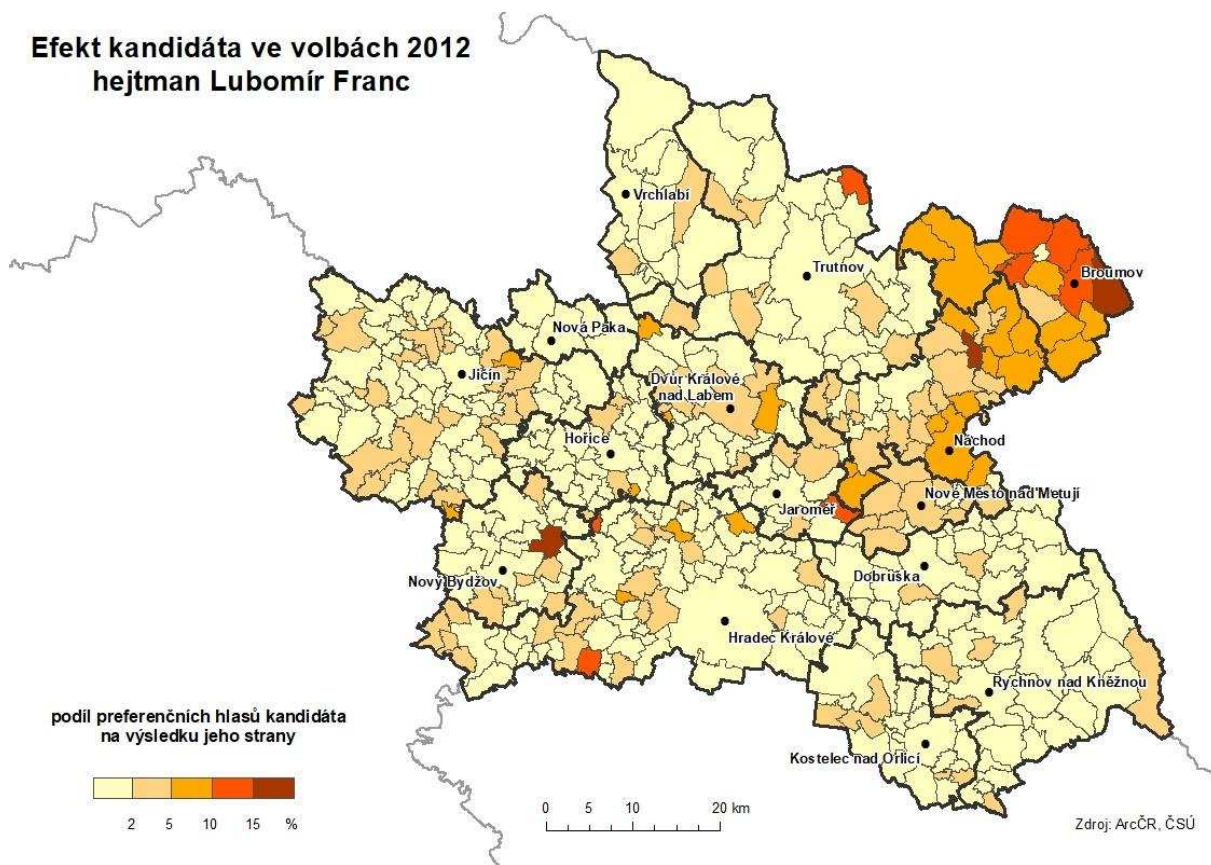 Efekt kandidáta ve volbách 2012
hejtman Lubomír Franc
Vrchlabí
Trutnov
Broumov
Nová Paka
Jičín
Dvůr Králové
nad Labem
Hořice
Náchod
Jaroměř
Nové Město nad Metují
Nový Bydžov
Dobruška
Hradec Králové
Rychnov nad Kněžnou
Kostelec nad Orlicí
podíl preferenčních hlasů kandidáta
na výsledku jeho strany
2 5 10 15 %
0 5 10 20 km
Zdroj: ArcČR, ČSÚ